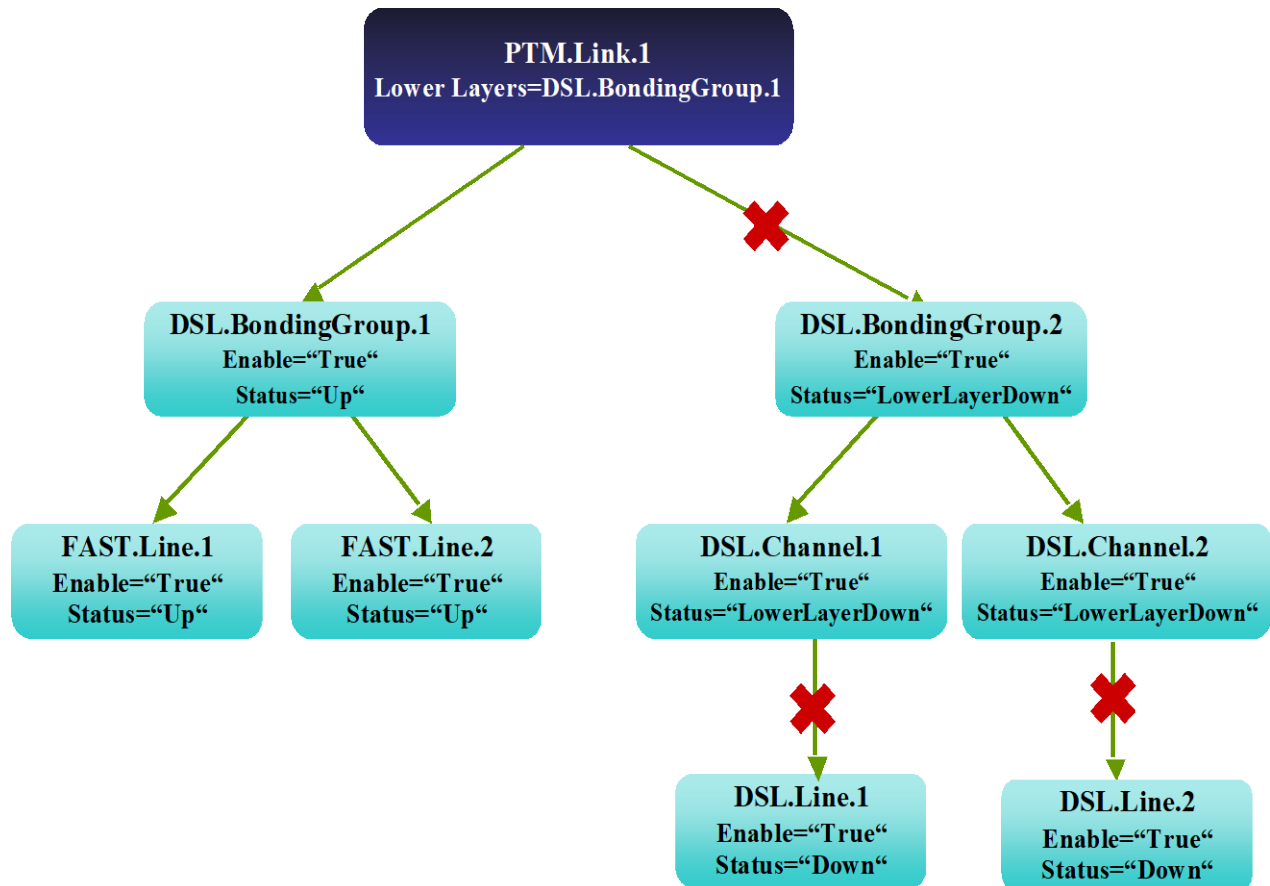 PTM.Link.1
Lower Layers=DSL.BondingGroup.1
DSL.BondingGroup.1
Enable=“True“
Status=“Up“
DSL.BondingGroup.2
Enable=“True“
Status=“LowerLayerDown“
FAST.Line.1
Enable=“True“
Status=“Up“
FAST.Line.2
Enable=“True“
Status=“Up“
DSL.Channel.1
Enable=“True“
Status=“LowerLayerDown“
DSL.Channel.2
Enable=“True“
Status=“LowerLayerDown“
DSL.Line.1
Enable=“True“
Status=“Down“
DSL.Line.2
Enable=“True“
Status=“Down“